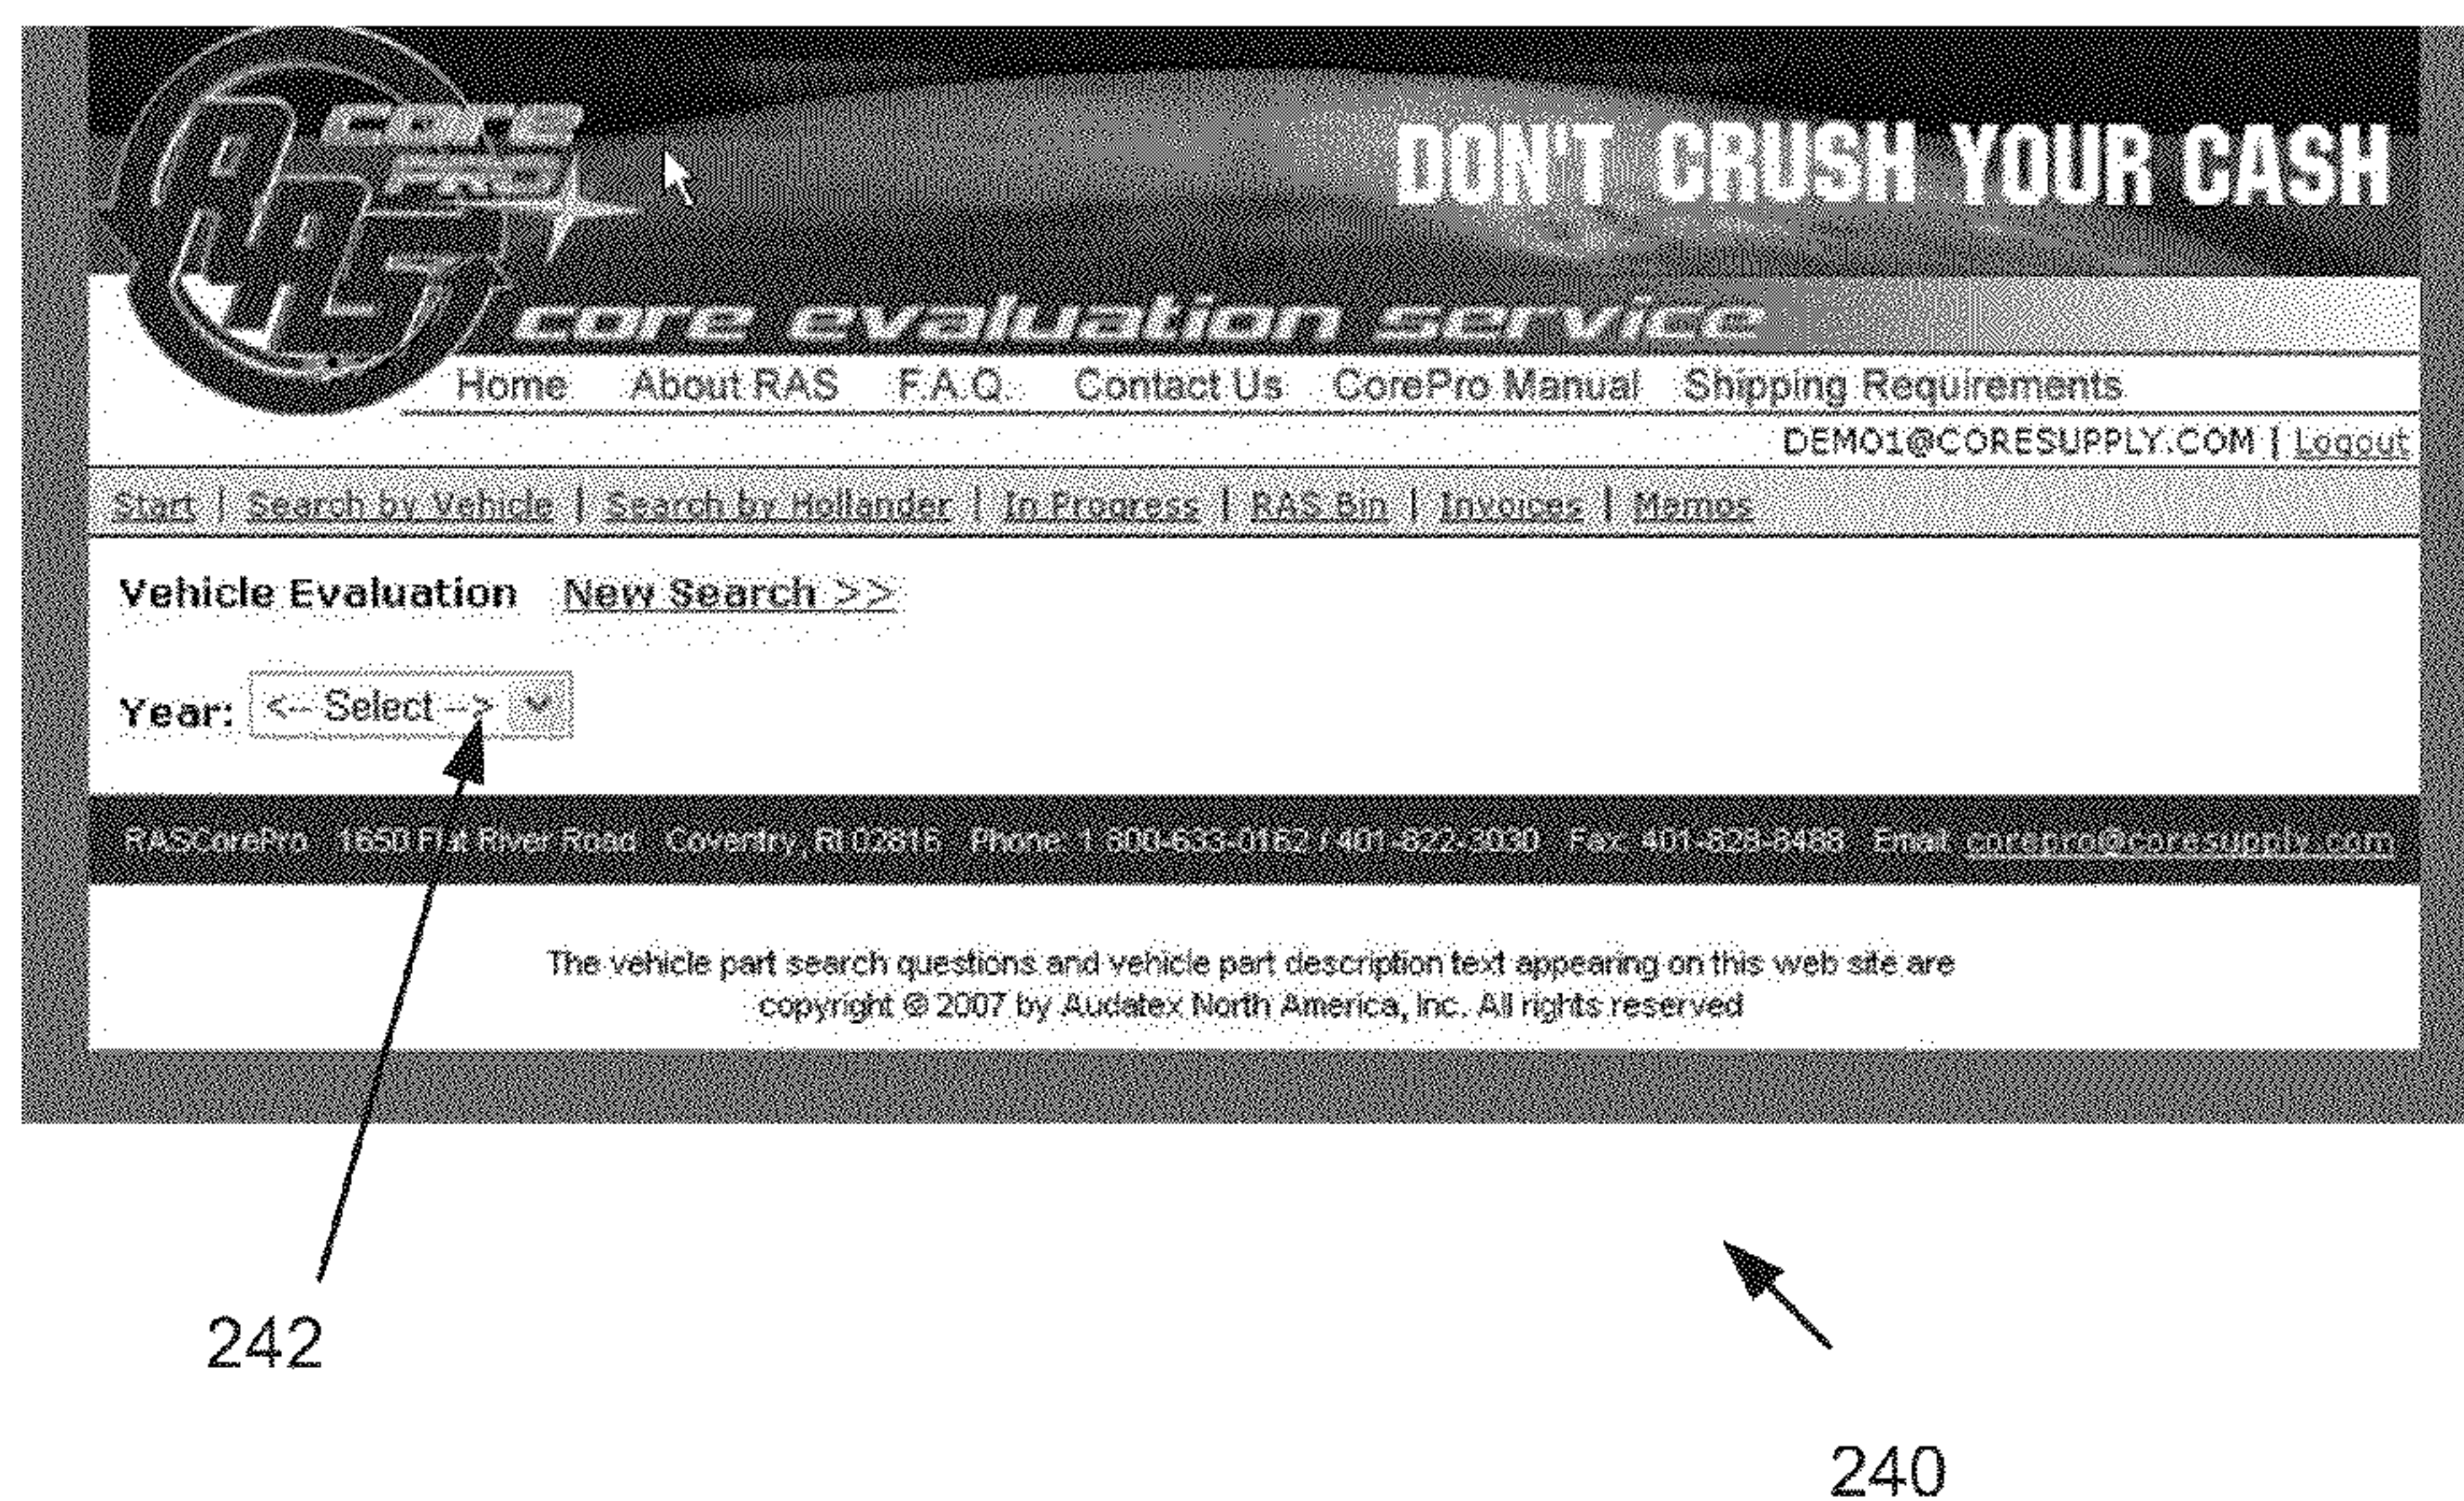 RAS
core
PRO
DON'T CRUSH YOUR CASH
core evaluation service
Home About RAS F.A.Q. Contact Us CorePro Manual Shipping Requirements
DEMO1@CORESUPPLY.COM | Logout
Start | Search by Vehicle | Search by Hollander | In Progress | RAS Bin | Invoices | Memos
Vehicle Evaluation New Search >>
Year: <-- Select -->
RASCorePro 1650 Flat River Road Coventry, RI 02816 Phone: 1 800-633-0162 / 401-822-3030 Fax: 401-828-8488 Email: corepro@coresupply.com
The vehicle part search questions and vehicle part description text appearing on this web site are
copyright © 2007 by Audatex North America, Inc. All rights reserved
242
240